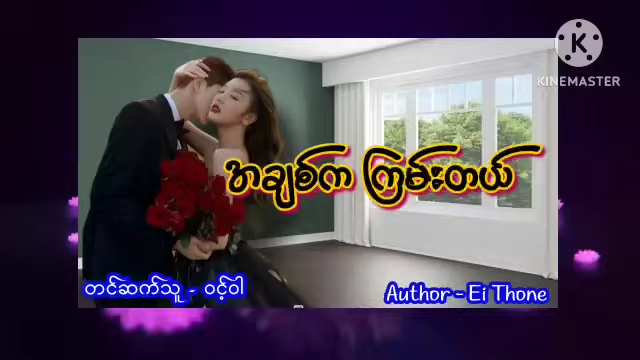 K
KINEMASTER
အချစ်က ကြမ်းတယ်
တင်ဆက်သူ - ဝင့်ဝါ
Author - Ei Thone